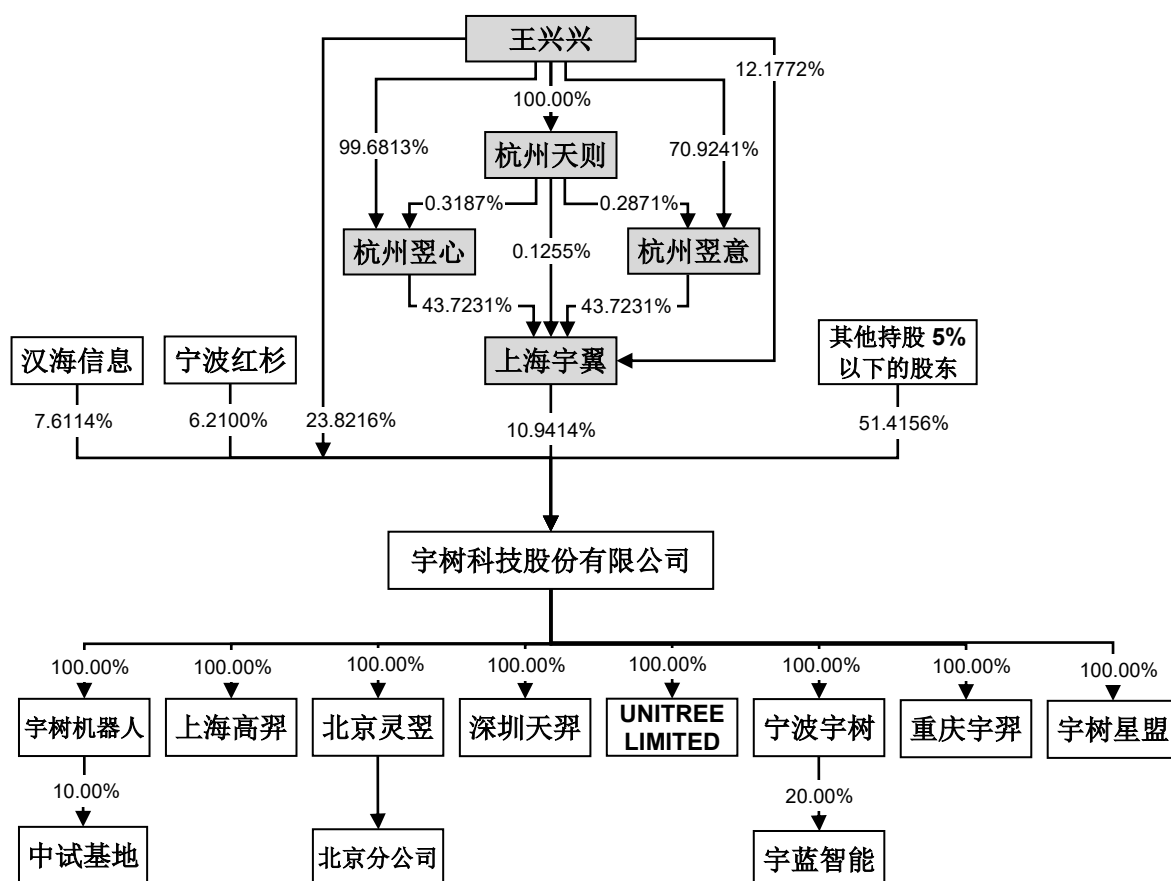 王兴兴
12.1772%
100.00%
99.6813%
杭州天则
70.9241%
0.3187%
0.2871%
杭州翌心
0.1255%
杭州翌意
43.7231%
43.7231%
汉海信息
宁波红杉
上海宇翼
其他持股 5%
以下的股东
7.6114%
6.2100%
23.8216%
10.9414%
51.4156%
宇树科技股份有限公司
100.00%
100.00%
100.00%
100.00%
100.00%
100.00%
100.00%
100.00%
宇树机器人
上海高羿
北京灵翌
深圳天羿
UNITREE
LIMITED
宁波宇树
重庆宇羿
宇树星盟
10.00%
20.00%
中试基地
北京分公司
宇蓝智能